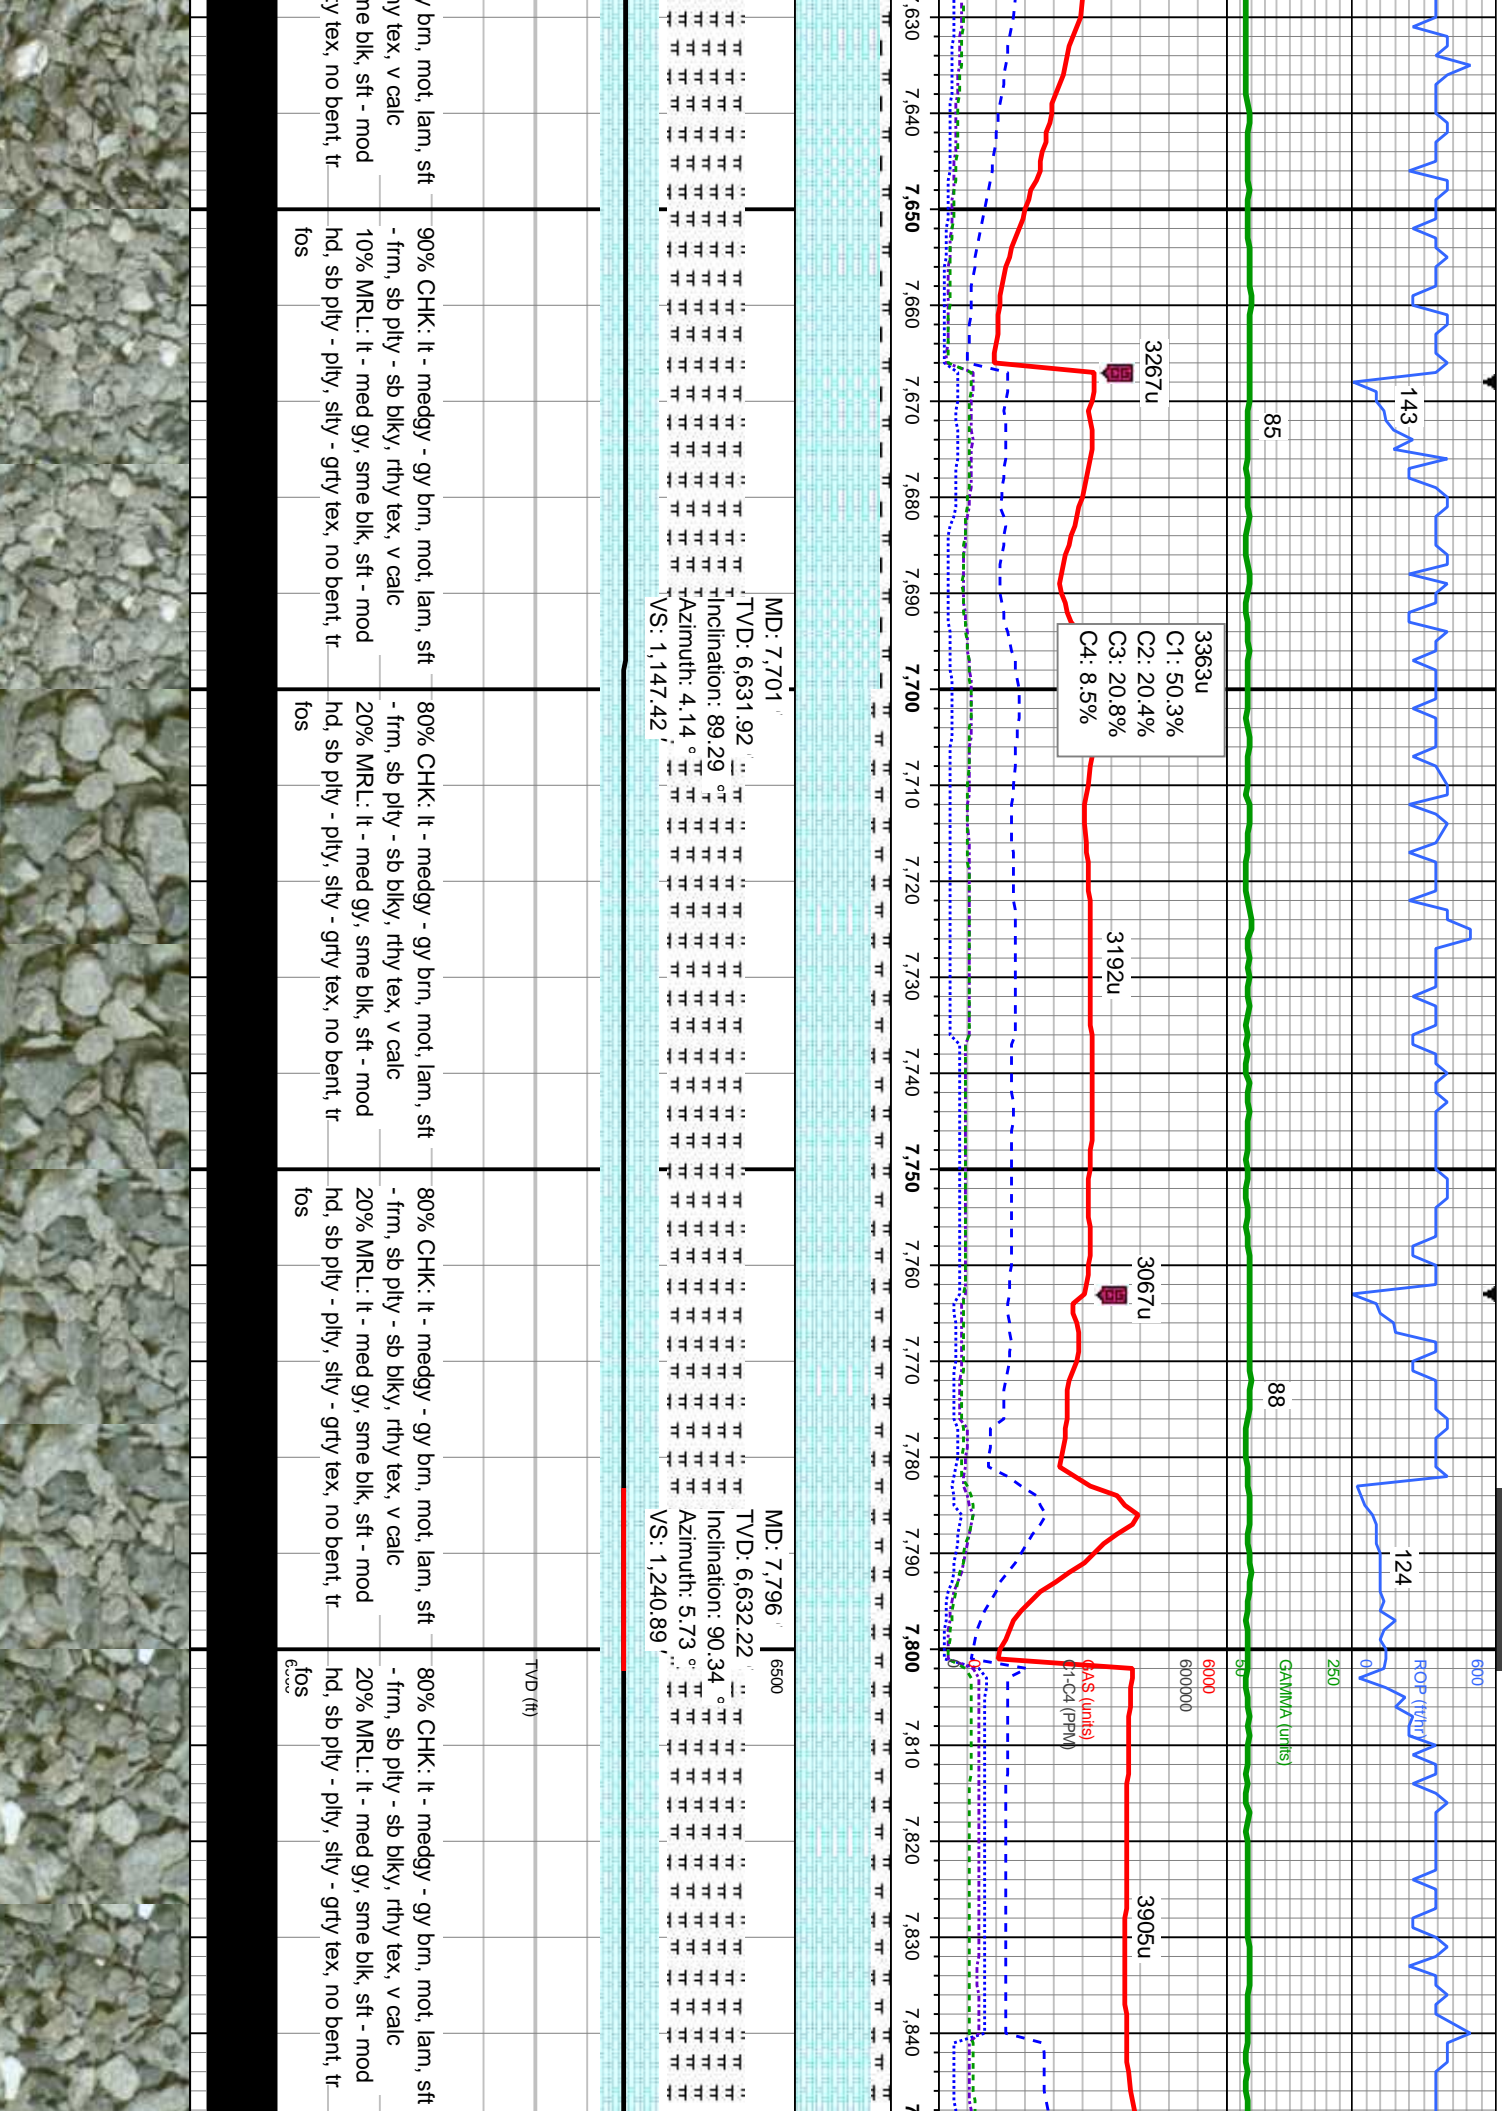 7,630
7,640
7,650
7,660
7,670
7,680
7,690
7,700
7,710
7,720
7,730
7,740
7,750
7,760
7,770
7,780
7,790
7,800
7,810
7,820
7,830
7,840
143
124
0
ROP (ft/hr)
600
85
88
50
GAMMA (units)
250
3267u
3363u
C1: 50.3%
C2: 20.4%
C3: 20.8%
C4: 8.5%
3192u
3067u
3905u
0
GAS (units)
6000
C1-C4 (PPM)
600000
MD: 7,701
TVD: 6,631.92
Inclination: 89.29 °
Azimuth: 4.14 °
VS: 1,147.42
MD: 7,796
TVD: 6,632.22
Inclination: 90.34 °
Azimuth: 5.73 °
VS: 1,240.89
6500
TVD (ft)
brn, mot, lam, sft
tex, v calc
blk, sft - mod
tex, no bent, tr
90% CHK: lt - medgy - gy brn, mot, lam, sft
- frm, sb plty - sb blky, rthy tex, v calc
10% MRL: lt - med gy, sme blk, sft - mod
hd, sb plty - plty, slty - grty tex, no bent, tr
fos
80% CHK: lt - medgy - gy brn, mot, lam, sft
- frm, sb plty - sb blky, rthy tex, v calc
20% MRL: lt - med gy, sme blk, sft - mod
hd, sb plty - plty, slty - grty tex, no bent, tr
fos
80% CHK: lt - medgy - gy brn, mot, lam, sft
- frm, sb plty - sb blky, rthy tex, v calc
20% MRL: lt - med gy, sme blk, sft - mod
hd, sb plty - plty, slty - grty tex, no bent, tr
fos
80% CHK: lt - medgy - gy brn, mot, lam, sft
- frm, sb plty - sb blky, rthy tex, v calc
20% MRL: lt - med gy, sme blk, sft - mod
hd, sb plty - plty, slty - grty tex, no bent, tr
fos